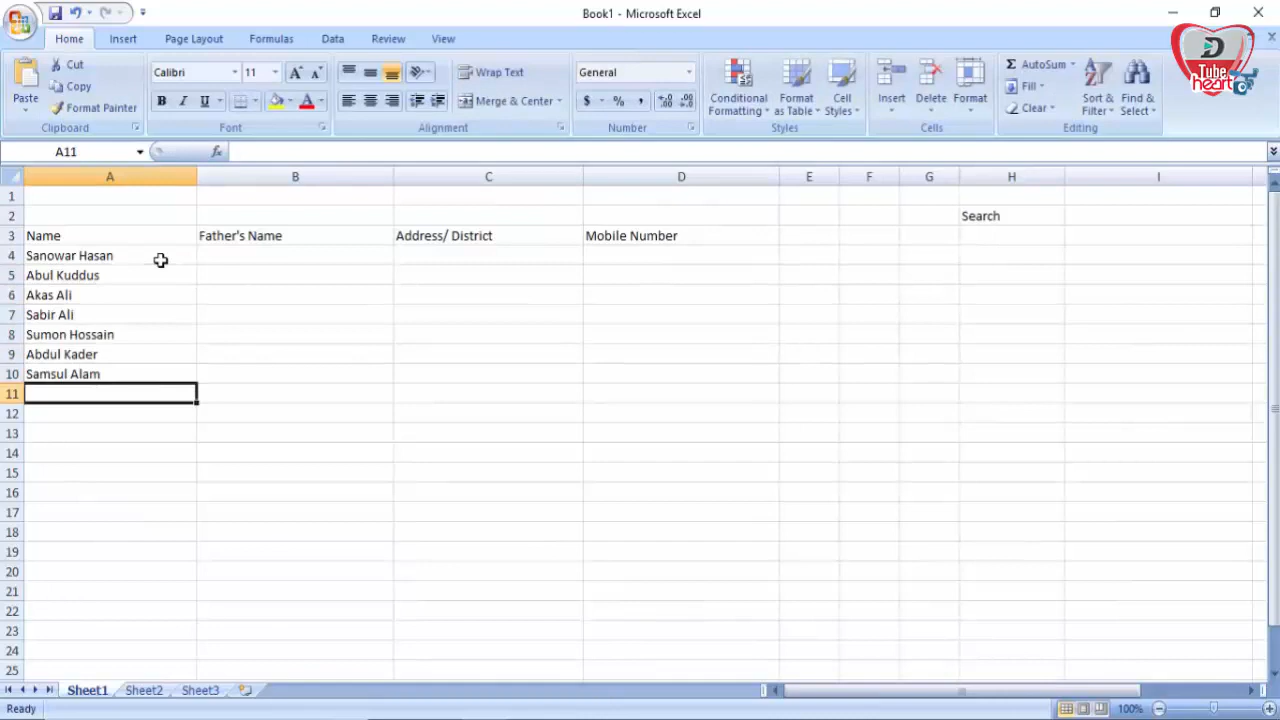 Book1 - Microsoft Excel
Home Insert Page Layout Formulas Data Review View
D
Tube
heart
Paste
Cut
Copy
Format Painter
Clipboard
Calibri 11
B I U
Font
Wrap Text
Merge & Center
Alignment
General
$ % ,
Number
Conditional Formatting
Format as Table
Cell Styles
Styles
Insert Delete Format
Cells
Σ AutoSum
Fill
Clear
Sort & Filter
Find & Select
Editing
A11 fx
A B C D E F G H I
1
2 Search
3 Name Father's Name Address/ District Mobile Number
4 Sanowar Hasan
5 Abul Kuddus
6 Akas Ali
7 Sabir Ali
8 Sumon Hossain
9 Abdul Kader
10 Samsul Alam
11
12
13
14
15
16
17
18
19
20
21
22
23
24
25
Sheet1 Sheet2 Sheet3
Ready 100%